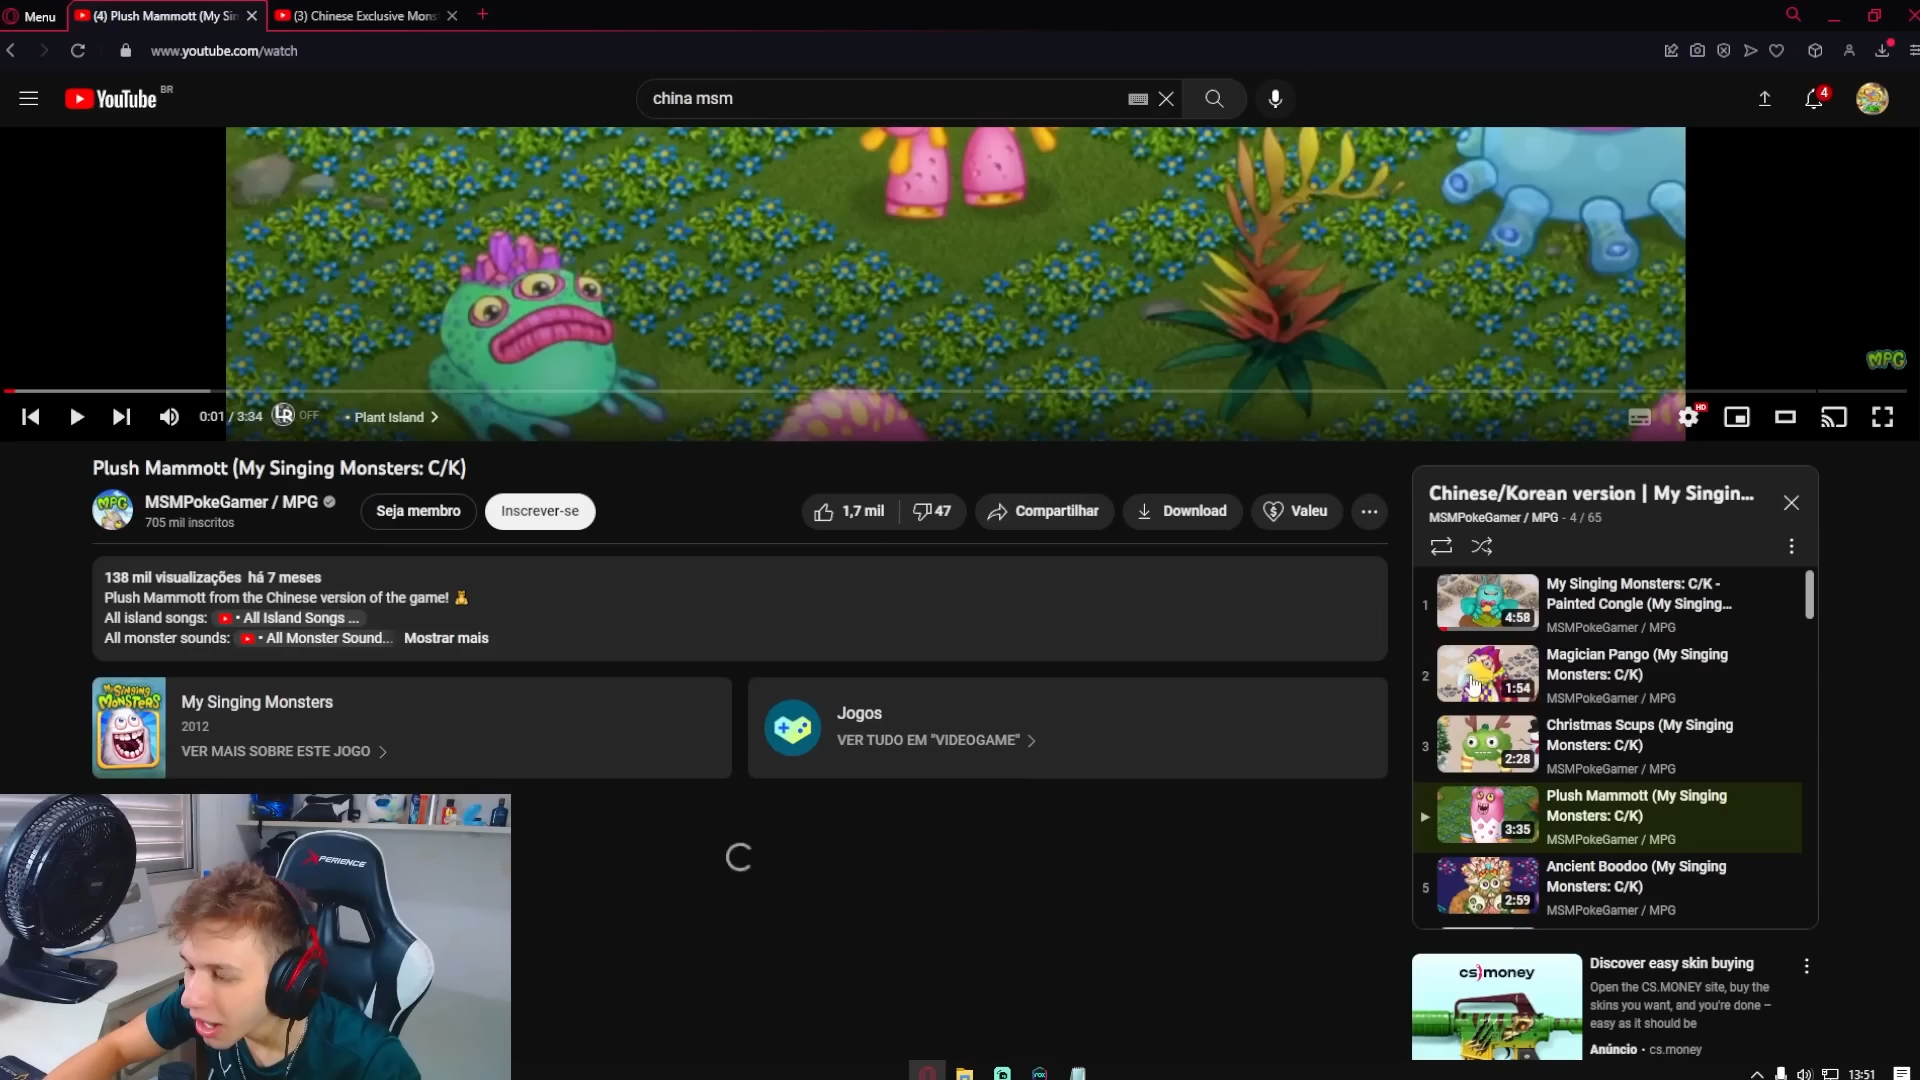 Menu
(4) Plush Mammott (My Sin
(3) Chinese Exclusive Mons
www.youtube.com/watch
YouTube BR
china msm
4
MPG
0:01 / 3:34
OFF
• Plant Island
HD
Plush Mammott (My Singing Monsters: C/K)
MSMPokeGamer / MPG
705 mil inscritos
Seja membro
Inscrever-se
1,7 mil
47
Compartilhar
Download
Valeu
138 mil visualizações há 7 meses
Plush Mammott from the Chinese version of the game!
All island songs: • All Island Songs ...
All monster sounds: • All Monster Sound... Mostrar mais
My Singing Monsters
My Singing Monsters
2012
VER MAIS SOBRE ESTE JOGO
Jogos
VER TUDO EM "VIDEOGAME"
Chinese/Korean version | My Singin...
MSMPokeGamer / MPG - 4 / 65
1
4:58
My Singing Monsters: C/K -
Painted Congle (My Singing...
MSMPokeGamer / MPG
2
1:54
Magician Pango (My Singing
Monsters: C/K)
MSMPokeGamer / MPG
3
2:28
Christmas Scups (My Singing
Monsters: C/K)
MSMPokeGamer / MPG
3:35
Plush Mammott (My Singing
Monsters: C/K)
MSMPokeGamer / MPG
5
2:59
Ancient Boodoo (My Singing
Monsters: C/K)
MSMPokeGamer / MPG
cs money
Discover easy skin buying
Open the CS.MONEY site, buy the
skins you want, and you're done –
easy as it should be
Anúncio • cs.money
XPERIENCE
13:51